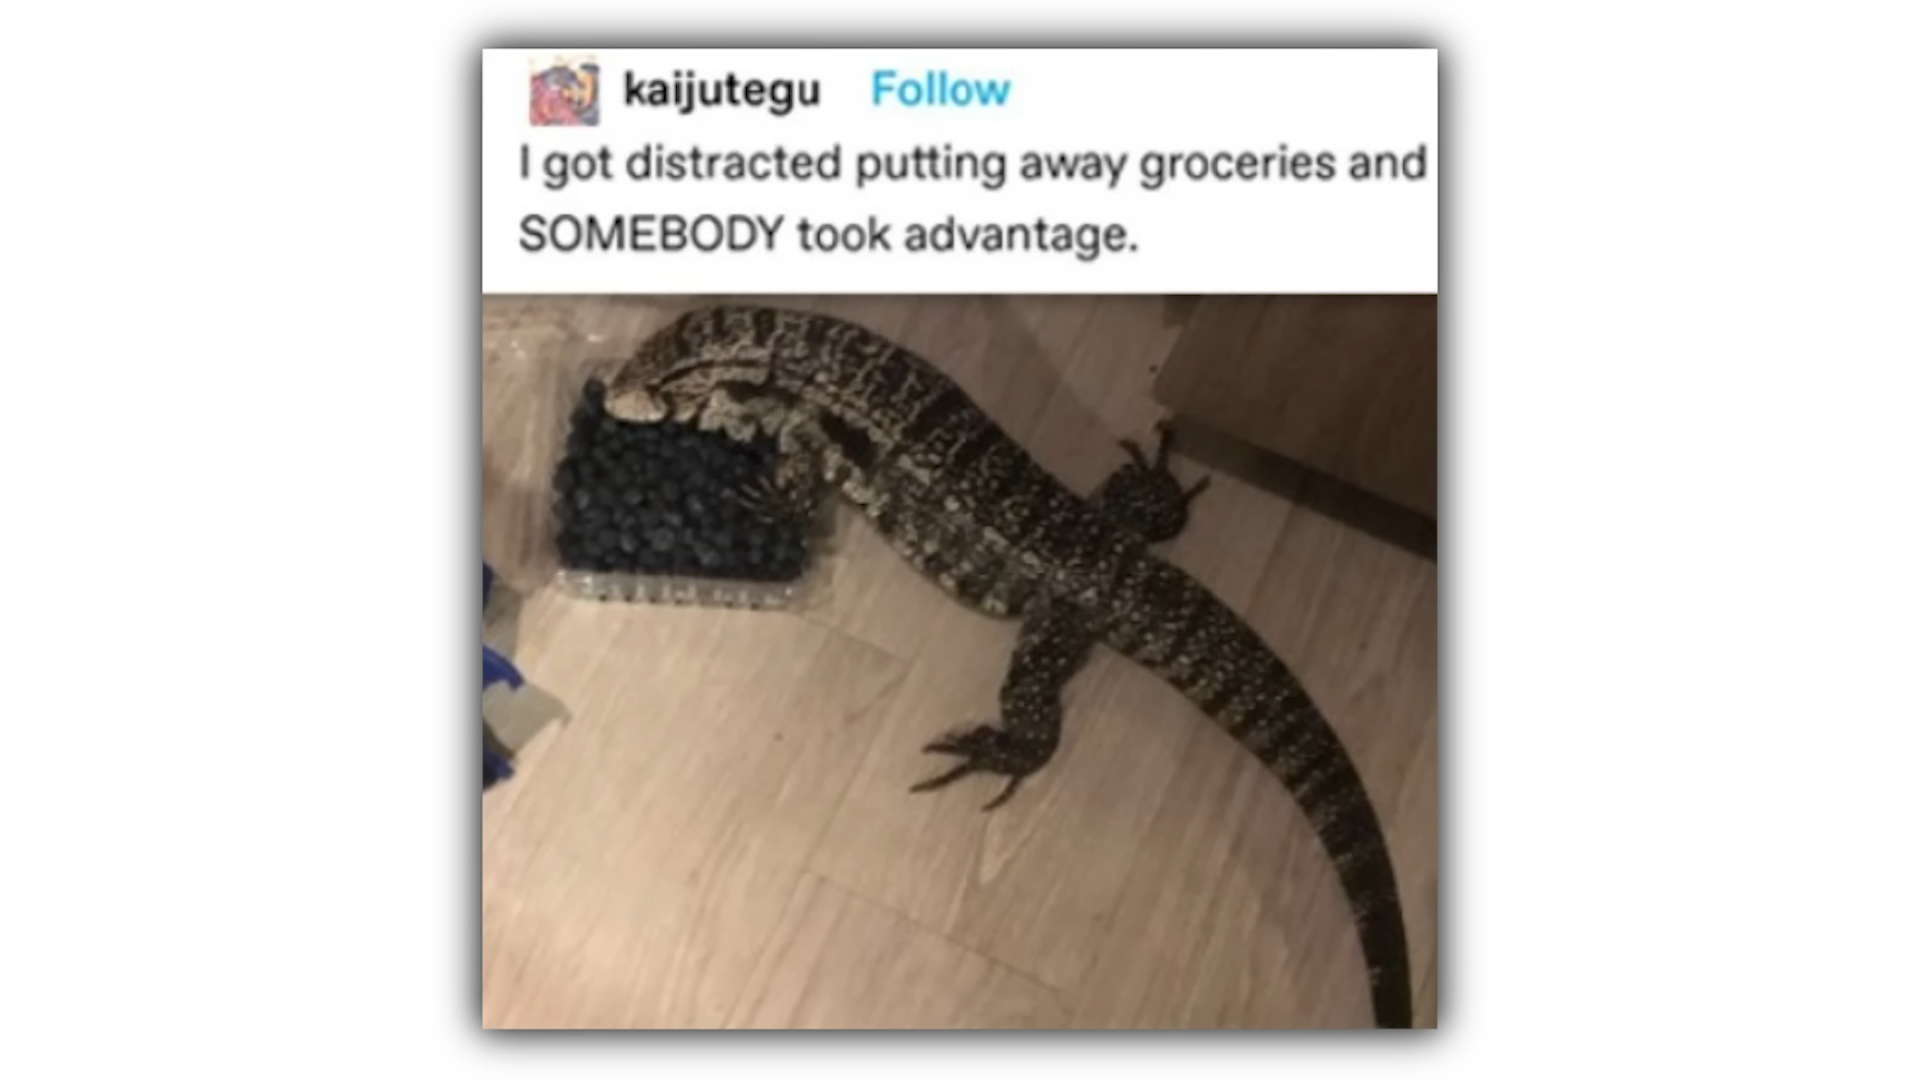 kaijutegu Follow
I got distracted putting away groceries and
SOMEBODY took advantage.